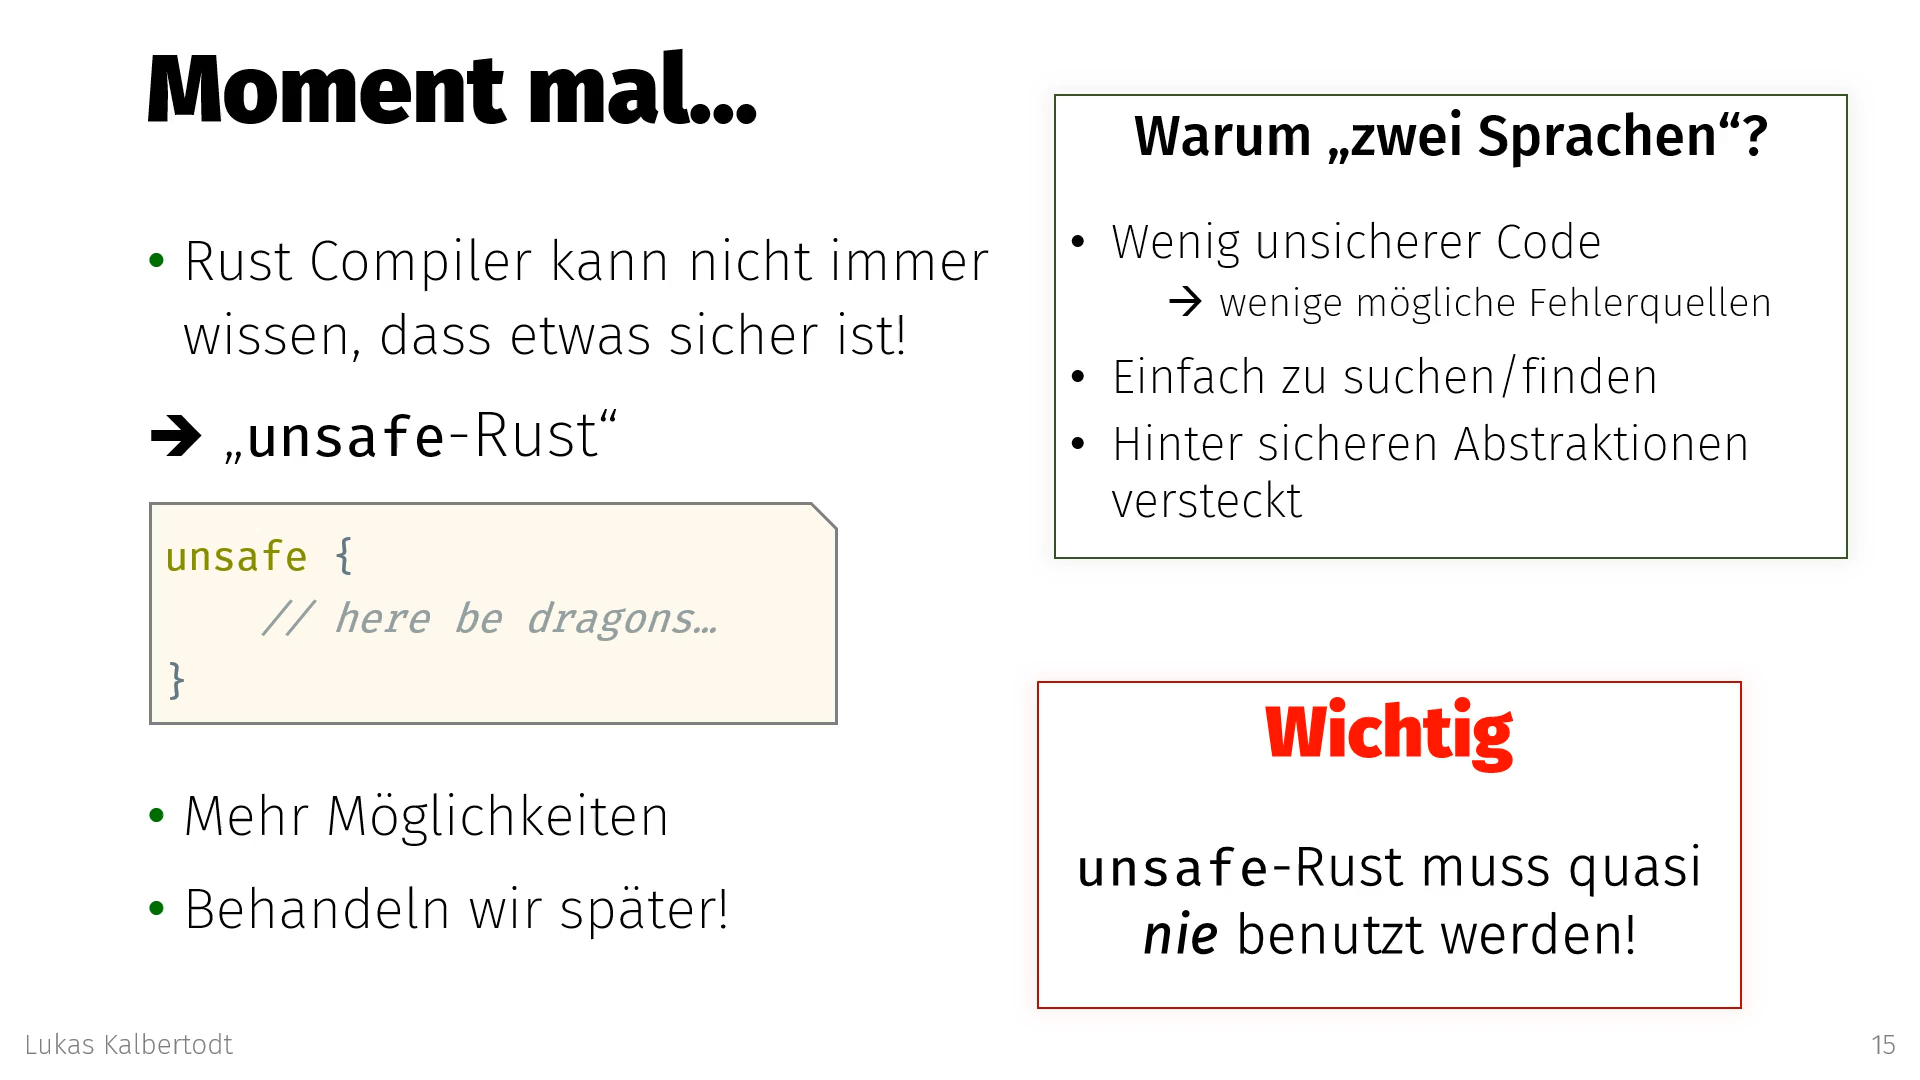 Moment mal…
• Rust Compiler kann nicht immer
wissen, dass etwas sicher ist!
➔ „unsafe-Rust“
unsafe {
    // here be dragons…
}
• Mehr Möglichkeiten
• Behandeln wir später!
Warum „zwei Sprachen“?
• Wenig unsicherer Code
→ wenige mögliche Fehlerquellen
• Einfach zu suchen/finden
• Hinter sicheren Abstraktionen
versteckt
Wichtig
unsafe-Rust muss quasi
nie benutzt werden!
Lukas Kalbertodt
15